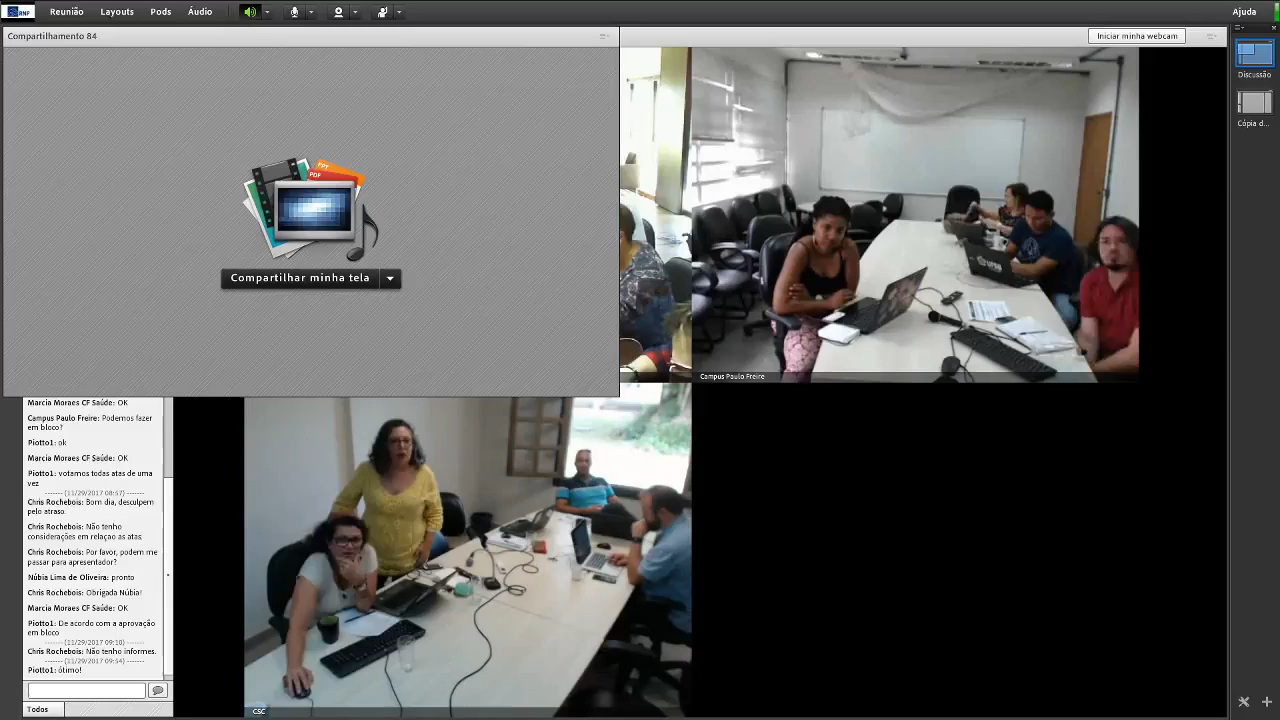 RNP Reunião Layouts Pods Áudio Ajuda
Compartilhamento 84
Iniciar minha webcam
Discussão
Cópia d...
PPT
PDF
Compartilhar minha tela
Campus Paulo Freire
Marcia Moraes CF Saúde: OK
Campus Paulo Freire: Podemos fazer
em bloco?
Piotto1: ok
Marcia Moraes CF Saúde: OK
Piotto1: votamos todas atas de uma
vez
------ (11/29/2017 08:57) ------
Chris Rochebois: Bom dia, desculpem
pelo atraso.
Chris Rochebois: Não tenho
considerações em relaçao as atas.
Chris Rochebois: Por favor, podem me
passar para apresentador?
Núbia Lima de Oliveira: pronto
Chris Rochebois: Obrigada Núbia!
Marcia Moraes CF Saúde: OK
Piotto1: De acordo com a aprovação
em bloco
------ (11/29/2017 09:10) ------
Chris Rochebois: Não tenho informes.
------ (11/29/2017 09:54) ------
Piotto1: ótimo!
Todos
CSC